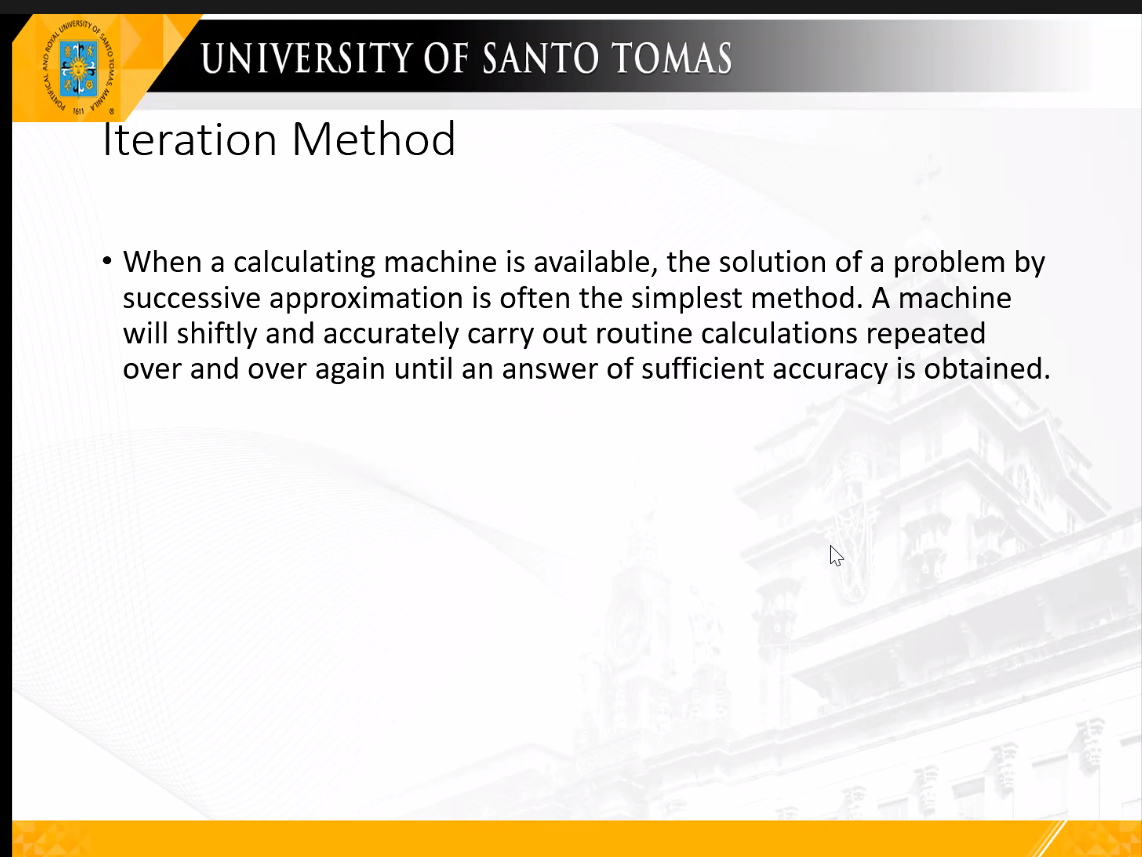 PONTIFICAL AND ROYAL UNIVERSITY OF SANTO TOMAS, MANILA
1611
®
UNIVERSITY OF SANTO TOMAS
Iteration Method
• When a calculating machine is available, the solution of a problem by
successive approximation is often the simplest method. A machine
will shiftly and accurately carry out routine calculations repeated
over and over again until an answer of sufficient accuracy is obtained.